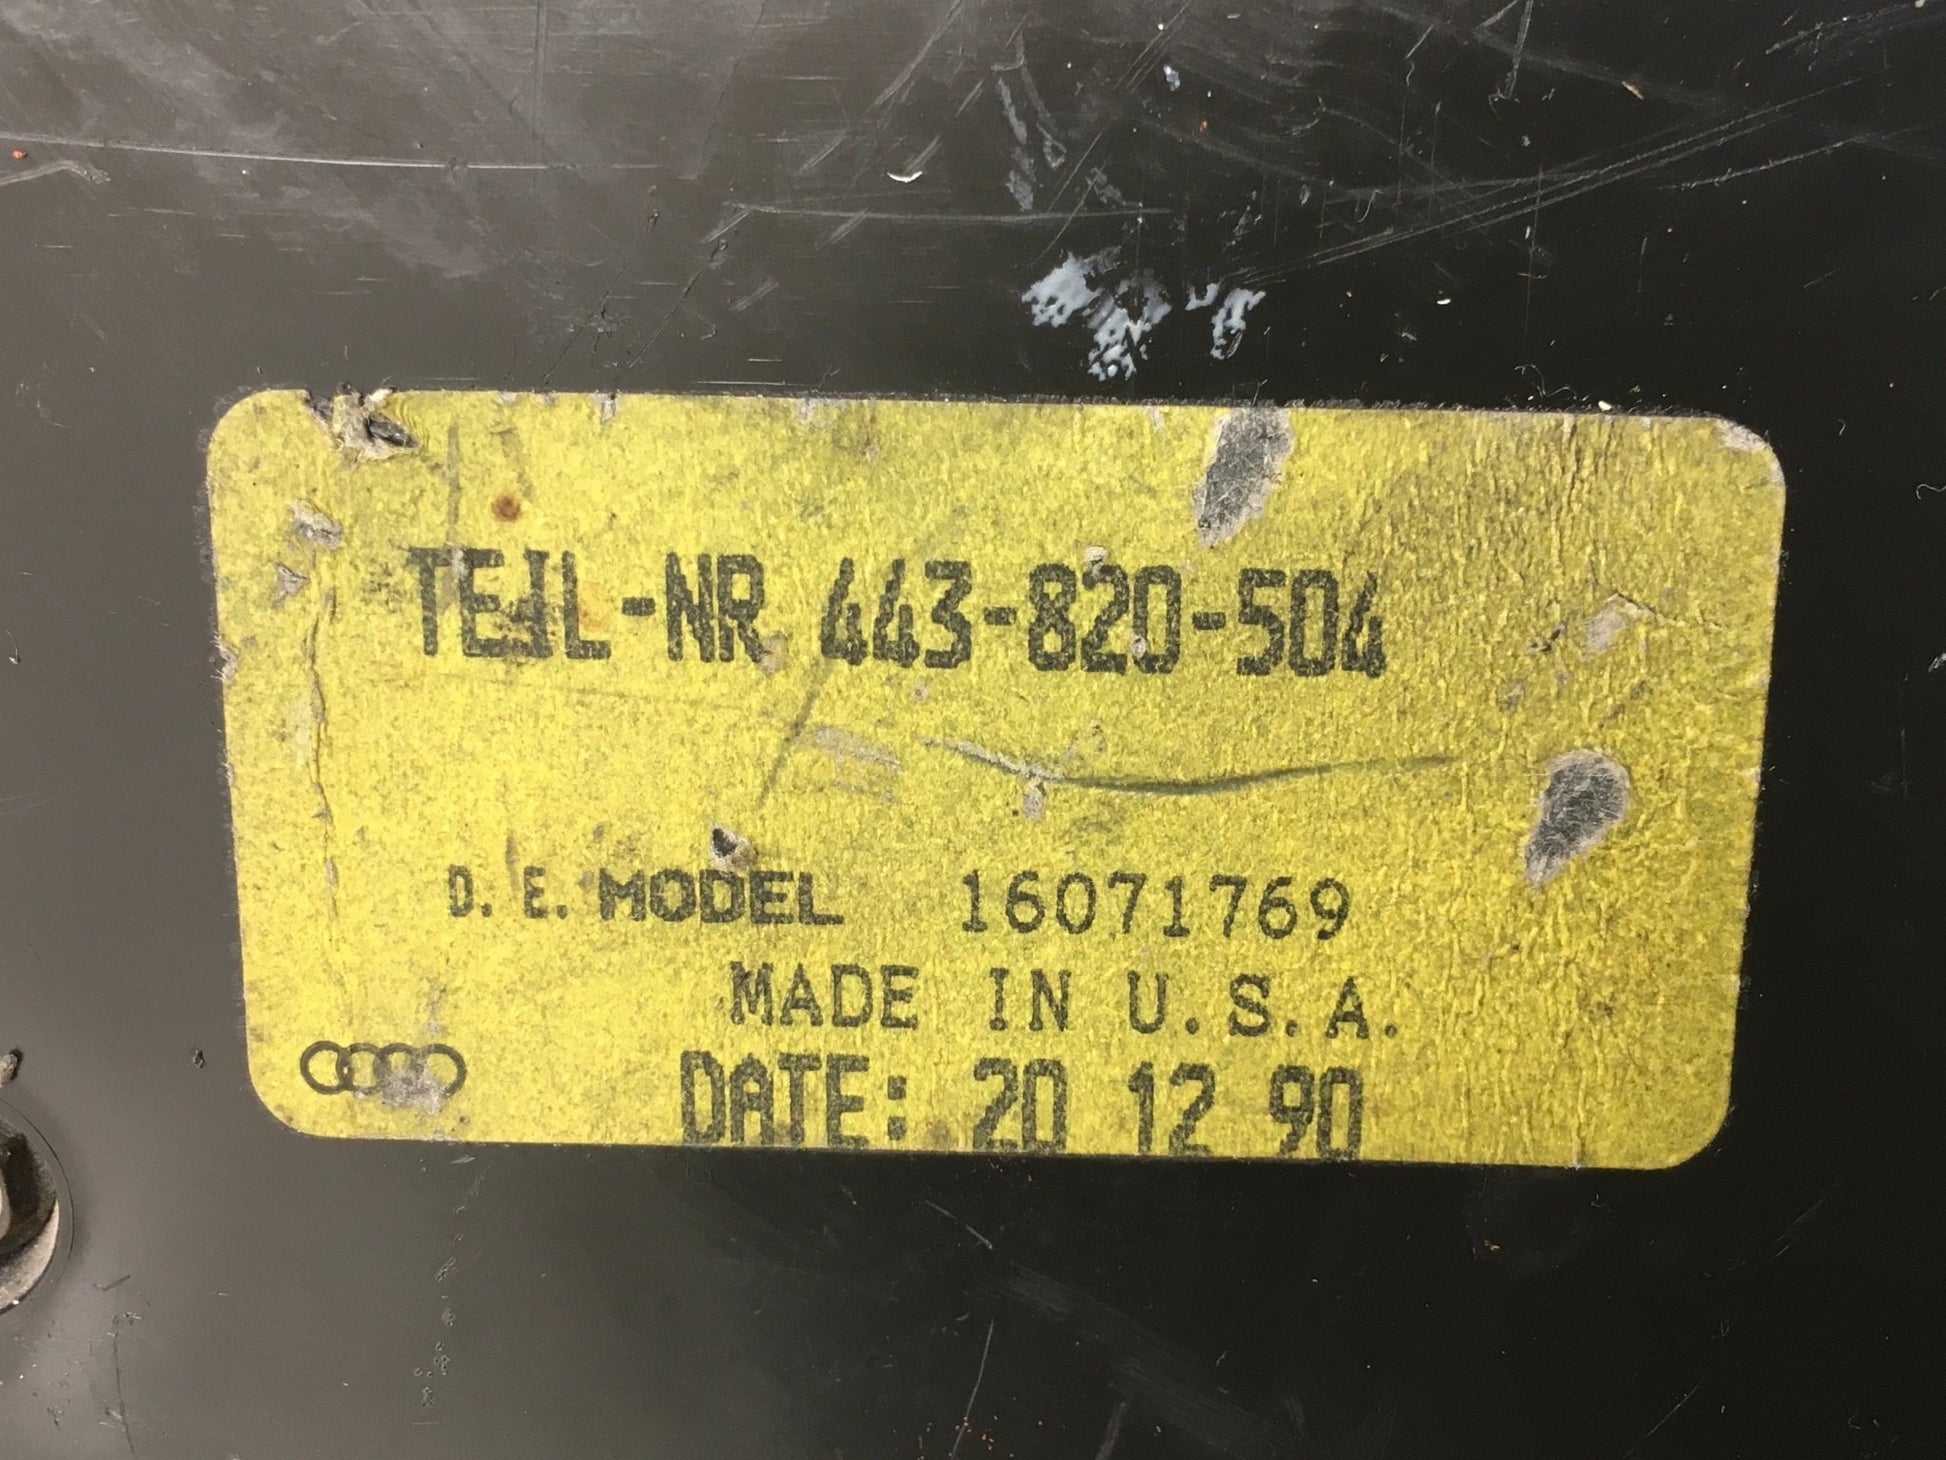 TEIL-NR 443-820-504
D. E. MODEL 16071769
MADE IN U.S.A.
DATE: 20 12 90